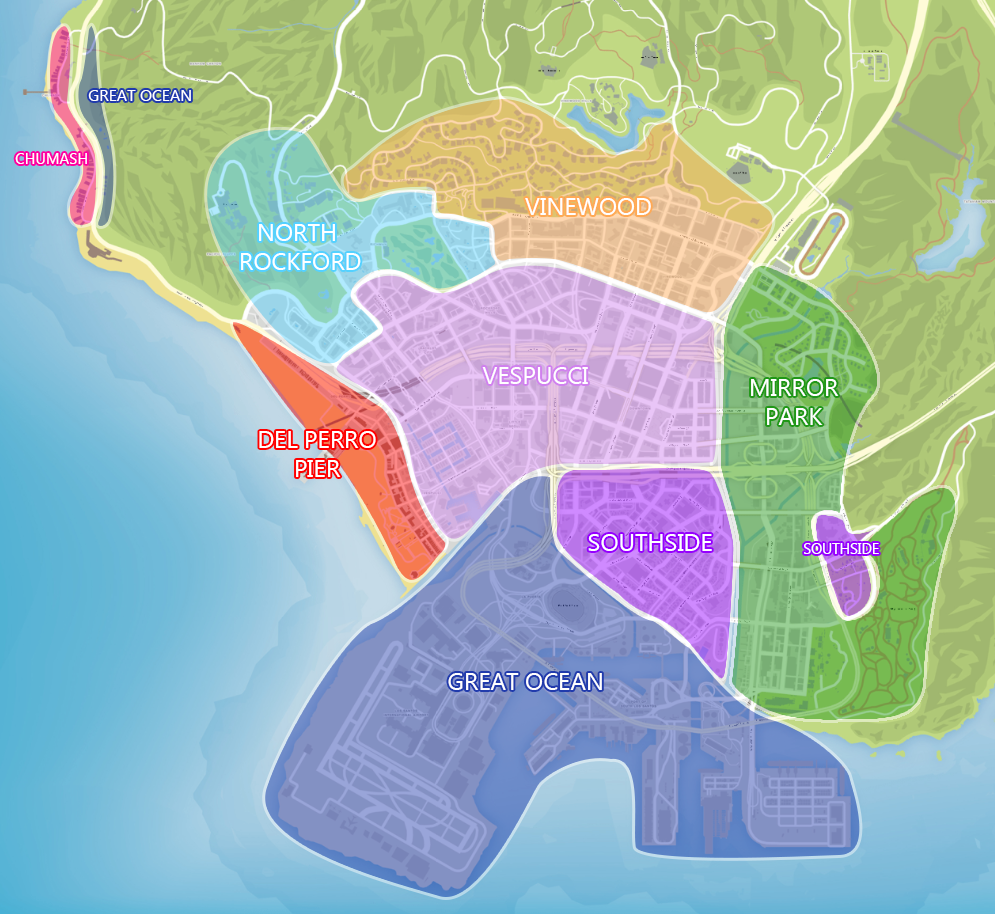 GREAT OCEAN
CHUMASH
VINEWOOD
NORTH
ROCKFORD
VESPUCCI
MIRROR
PARK
DEL PERRO
PIER
SOUTHSIDE
SOUTHSIDE
GREAT OCEAN